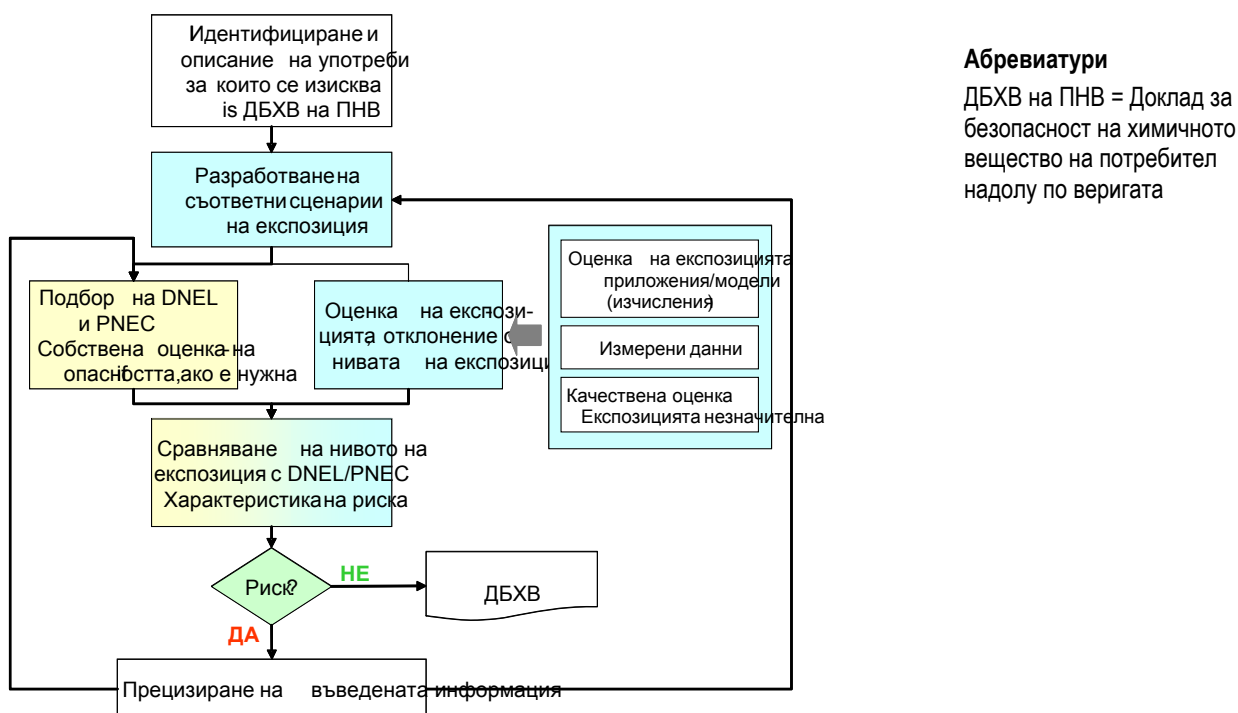 Идентифициране и
описание на употреби
за които се изисква
is ДБХВ на ПНВ
Разработване на
съответни сценарии
на експозиция
Подбор на DNEL
и PNEC
Собствена оценка на
опасността, ако е нужна
Оценка на експози-
цията, отклонение о
нивата на експозици
Оценка на експозицията
приложения/модели
(изчисления)
Измерени данни
Качествена оценка
Експозицията незначителна
Сравняване на нивото на
експозиция с DNEL/PNEC
Характеристика на риска
Риск?
НЕ
ДБХВ
ДА
Прецизиране на въведената информация
Абревиатури
ДБХВ на ПНВ = Доклад за
безопасност на химичното
вещество на потребител
надолу по веригата